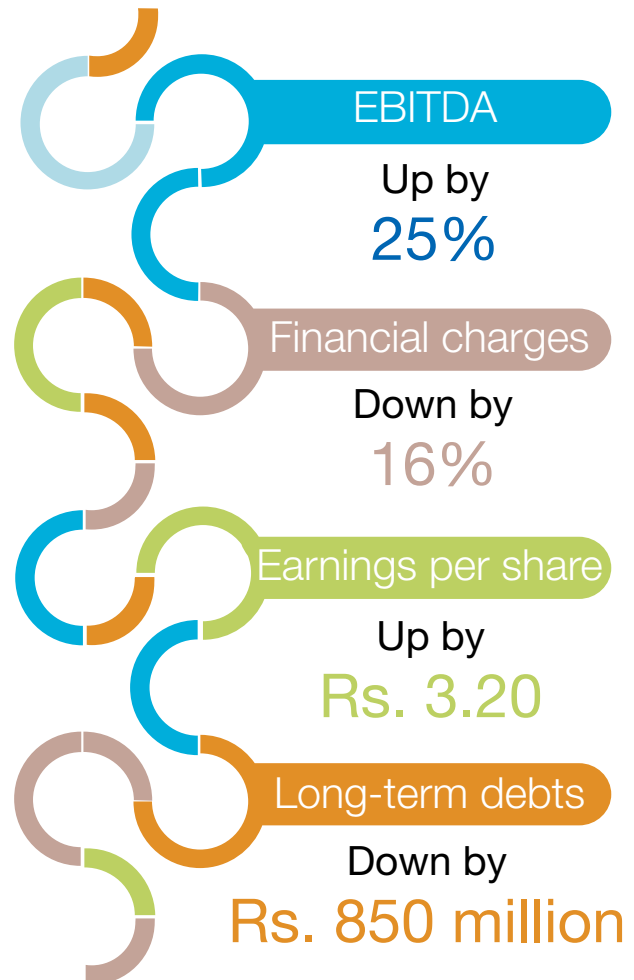 EBITDA
Up by
25%
Financial charges
Down by
16%
Earnings per share
Up by
Rs. 3.20
Long-term debts
Down by
Rs. 850 million